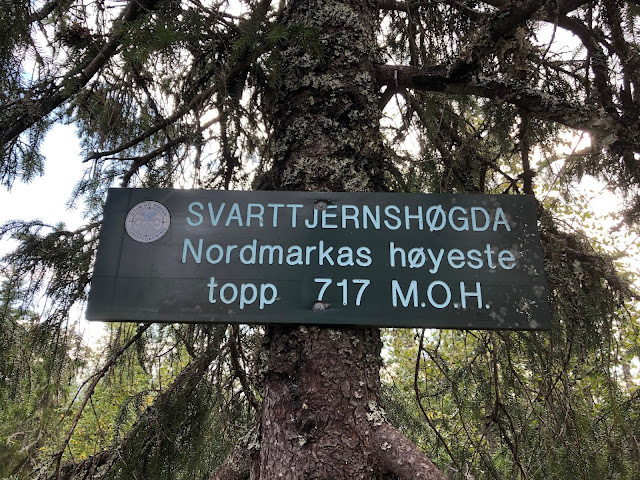 SVARTTJERNSHØGDA
Nordmarkas høyeste
topp 717 M.O.H.